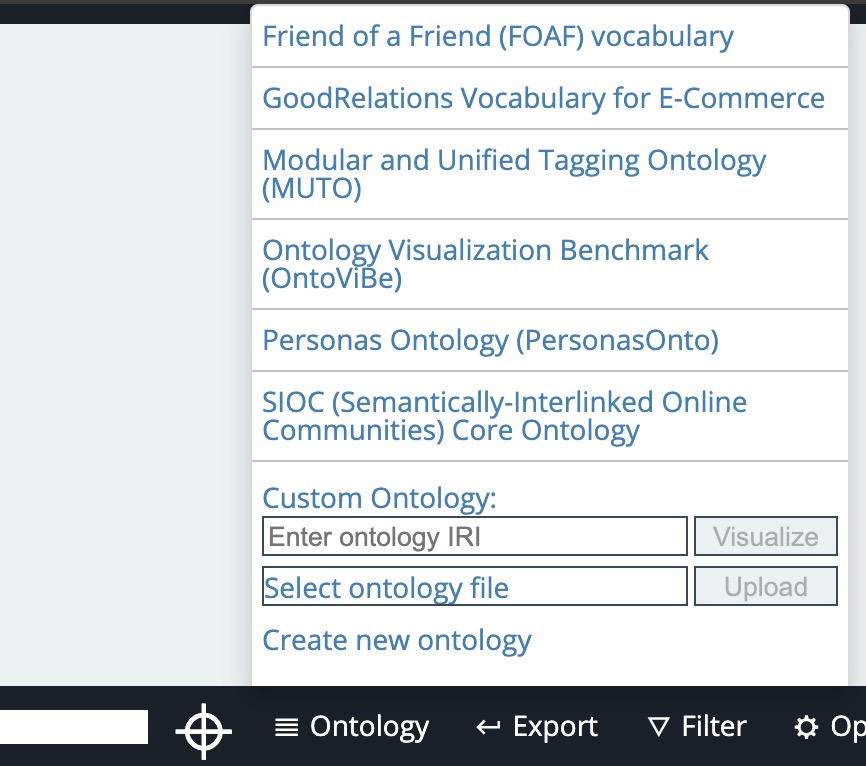 Friend of a Friend (FOAF) vocabulary
GoodRelations Vocabulary for E-Commerce
Modular and Unified Tagging Ontology
(MUTO)
Ontology Visualization Benchmark
(OntoViBe)
Personas Ontology (PersonasOnto)
SIOC (Semantically-Interlinked Online
Communities) Core Ontology
Custom Ontology:
Enter ontology IRI Visualize
Select ontology file Upload
Create new ontology
Ontology Export Filter Op